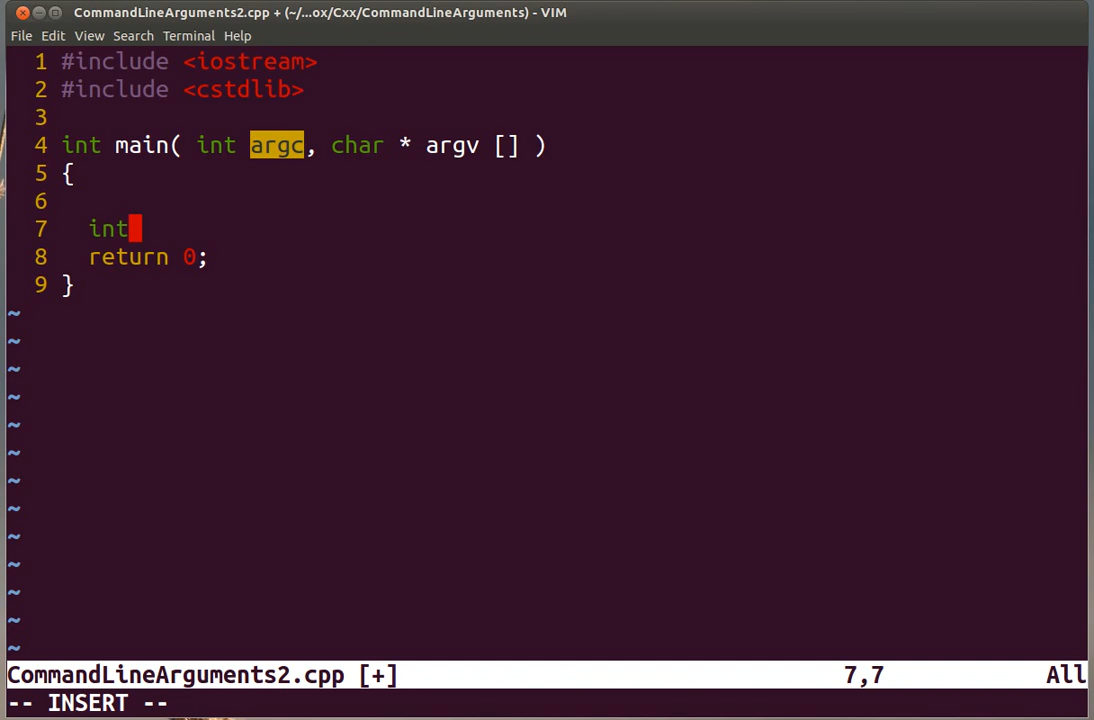 CommandLineArguments2.cpp + (~/...ox/Cxx/CommandLineArguments) - VIM
File Edit View Search Terminal Help
1 #include <iostream>
2 #include <cstdlib>
3
4 int main( int argc, char * argv [] )
5 {
6
7   int
8   return 0;
9 }
~
~
~
~
~
~
~
~
~
~
~
~
~
CommandLineArguments2.cpp [+] 7,7 All
-- INSERT --